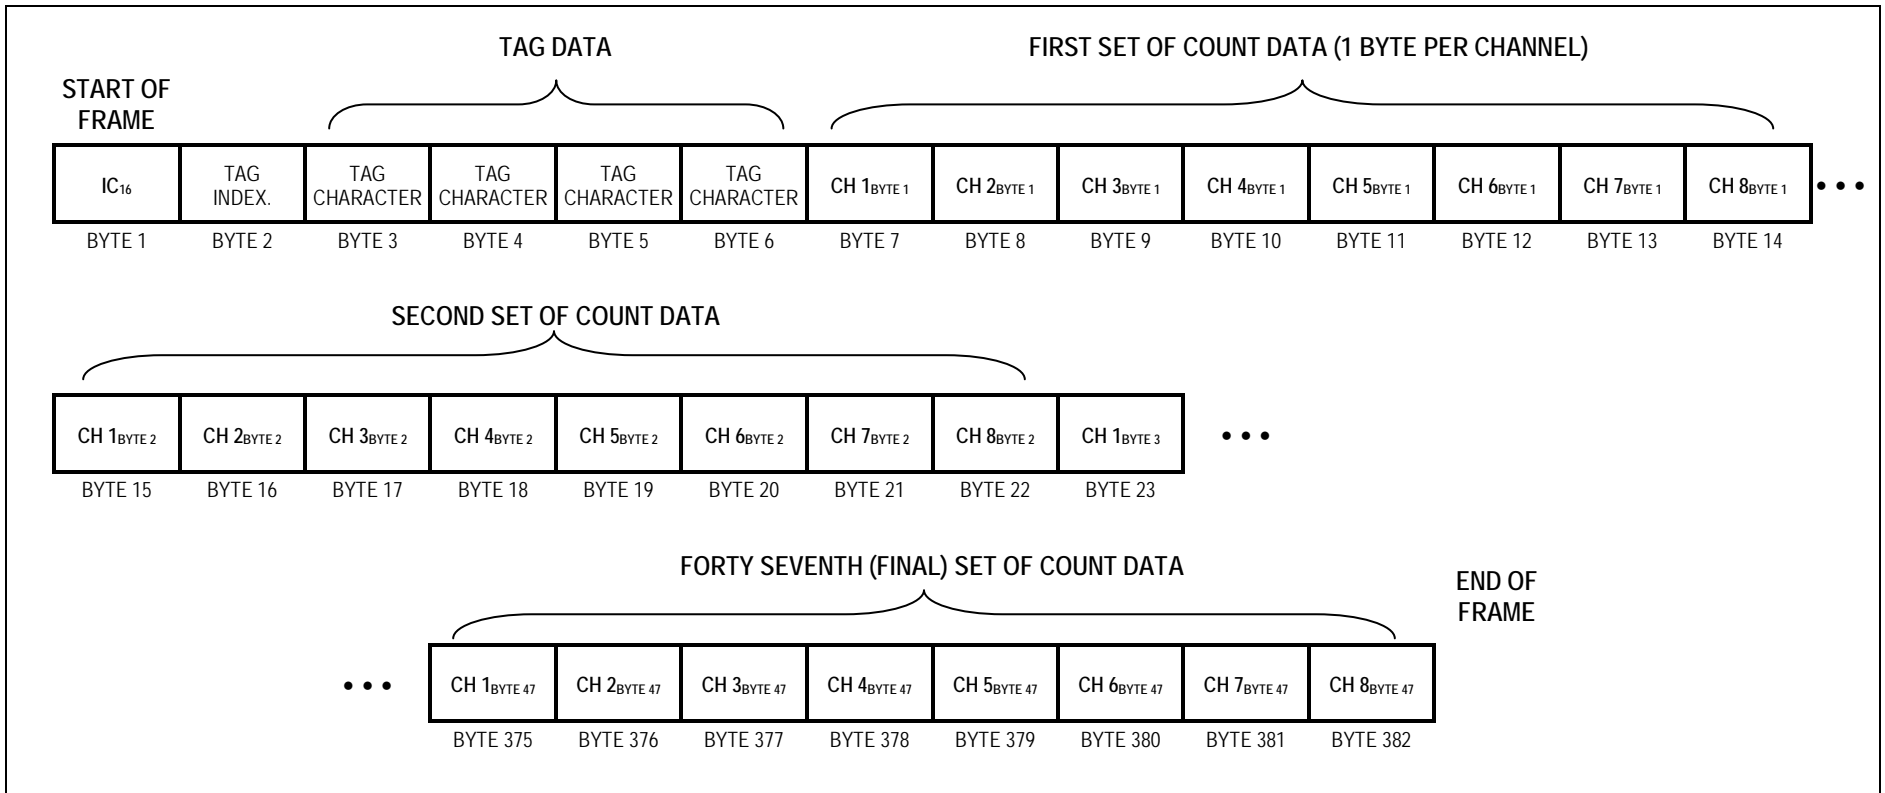 TAG DATA
FIRST SET OF COUNT DATA (1 BYTE PER CHANNEL)
START OF
FRAME
IC16
TAG
INDEX.
TAG
CHARACTER
TAG
CHARACTER
TAG
CHARACTER
TAG
CHARACTER
CH 1BYTE 1
CH 2BYTE 1
CH 3BYTE 1
CH 4BYTE 1
CH 5BYTE 1
CH 6BYTE 1
CH 7BYTE 1
CH 8BYTE 1
•••
BYTE 1
BYTE 2
BYTE 3
BYTE 4
BYTE 5
BYTE 6
BYTE 7
BYTE 8
BYTE 9
BYTE 10
BYTE 11
BYTE 12
BYTE 13
BYTE 14
SECOND SET OF COUNT DATA
CH 1BYTE 2
CH 2BYTE 2
CH 3BYTE 2
CH 4BYTE 2
CH 5BYTE 2
CH 6BYTE 2
CH 7BYTE 2
CH 8BYTE 2
CH 1BYTE 3
•••
BYTE 15
BYTE 16
BYTE 17
BYTE 18
BYTE 19
BYTE 20
BYTE 21
BYTE 22
BYTE 23
FORTY SEVENTH (FINAL) SET OF COUNT DATA
END OF
FRAME
•••
CH 1BYTE 47
CH 2BYTE 47
CH 3BYTE 47
CH 4BYTE 47
CH 5BYTE 47
CH 6BYTE 47
CH 7BYTE 47
CH 8BYTE 47
BYTE 375
BYTE 376
BYTE 377
BYTE 378
BYTE 379
BYTE 380
BYTE 381
BYTE 382